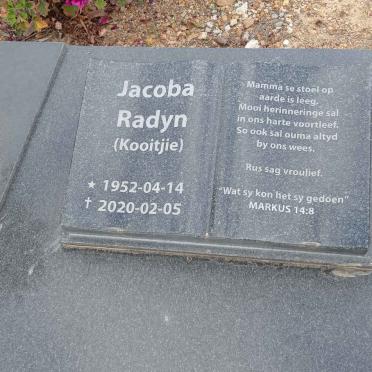 Jacoba
Radyn
(Kooitjie)
★ 1952-04-14
✝ 2020-02-05
Mamma se stoel op
aarde is leeg.
Mooi herinneringe sal
in ons harte voortleef.
So ook sal ouma altyd
by ons wees.
Rus sag vroulief.
"Wat sy kon het sy gedoen"
MARKUS 14:8